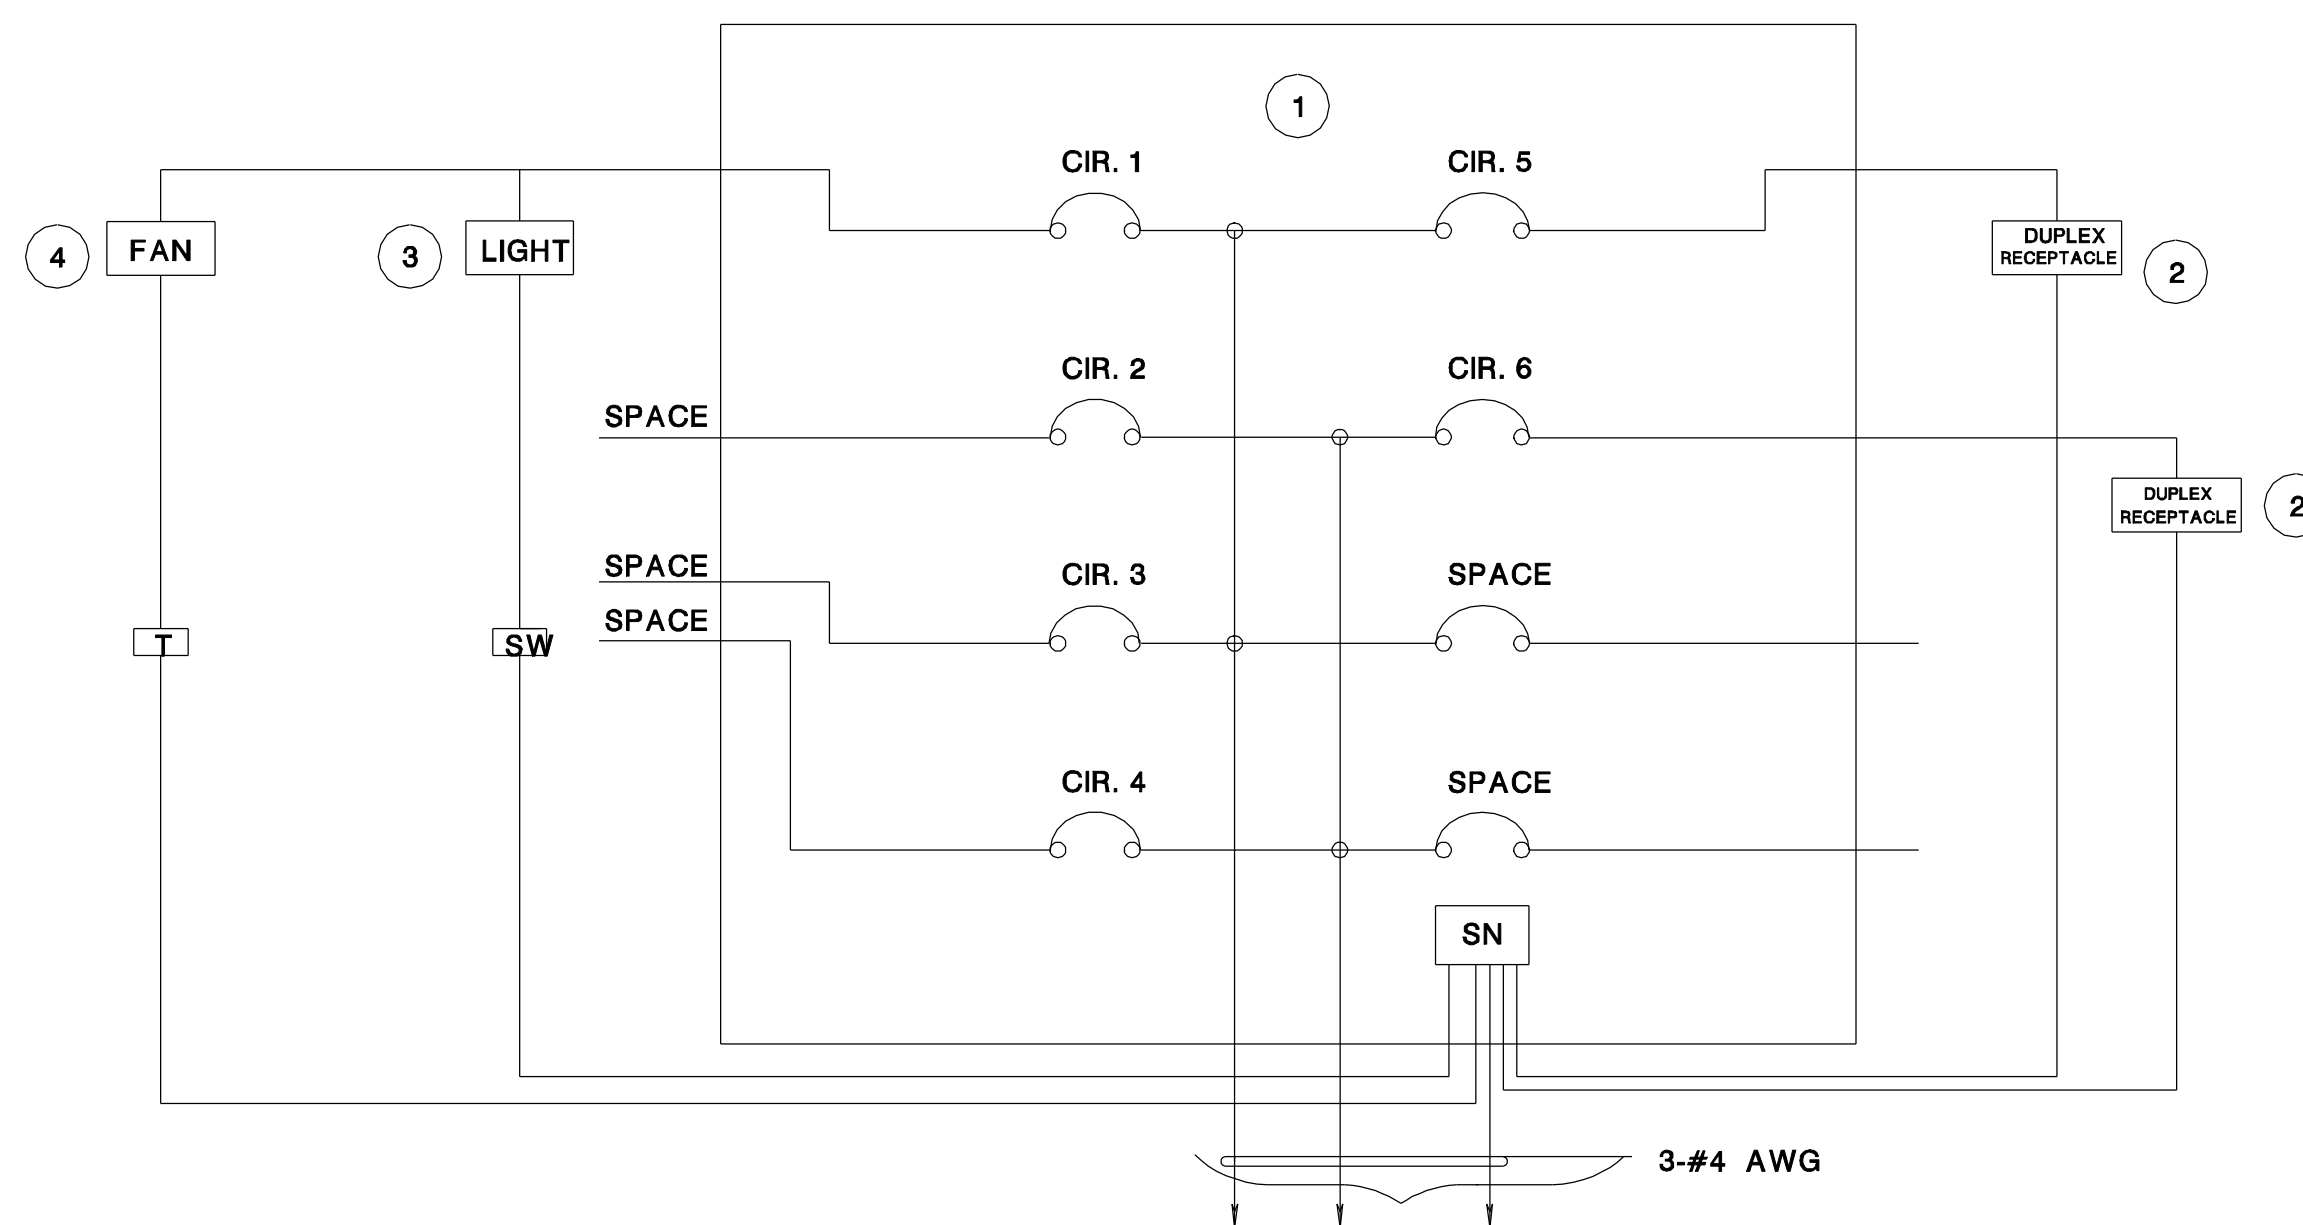 1
CIR. 1
CIR. 5
4
FAN
3
LIGHT
DUPLEX
RECEPTACLE
2
CIR. 2
CIR. 6
SPACE
DUPLEX
RECEPTACLE
2
SPACE
CIR. 3
SPACE
SPACE
T
SW
CIR. 4
SPACE
SN
3-#4 AWG